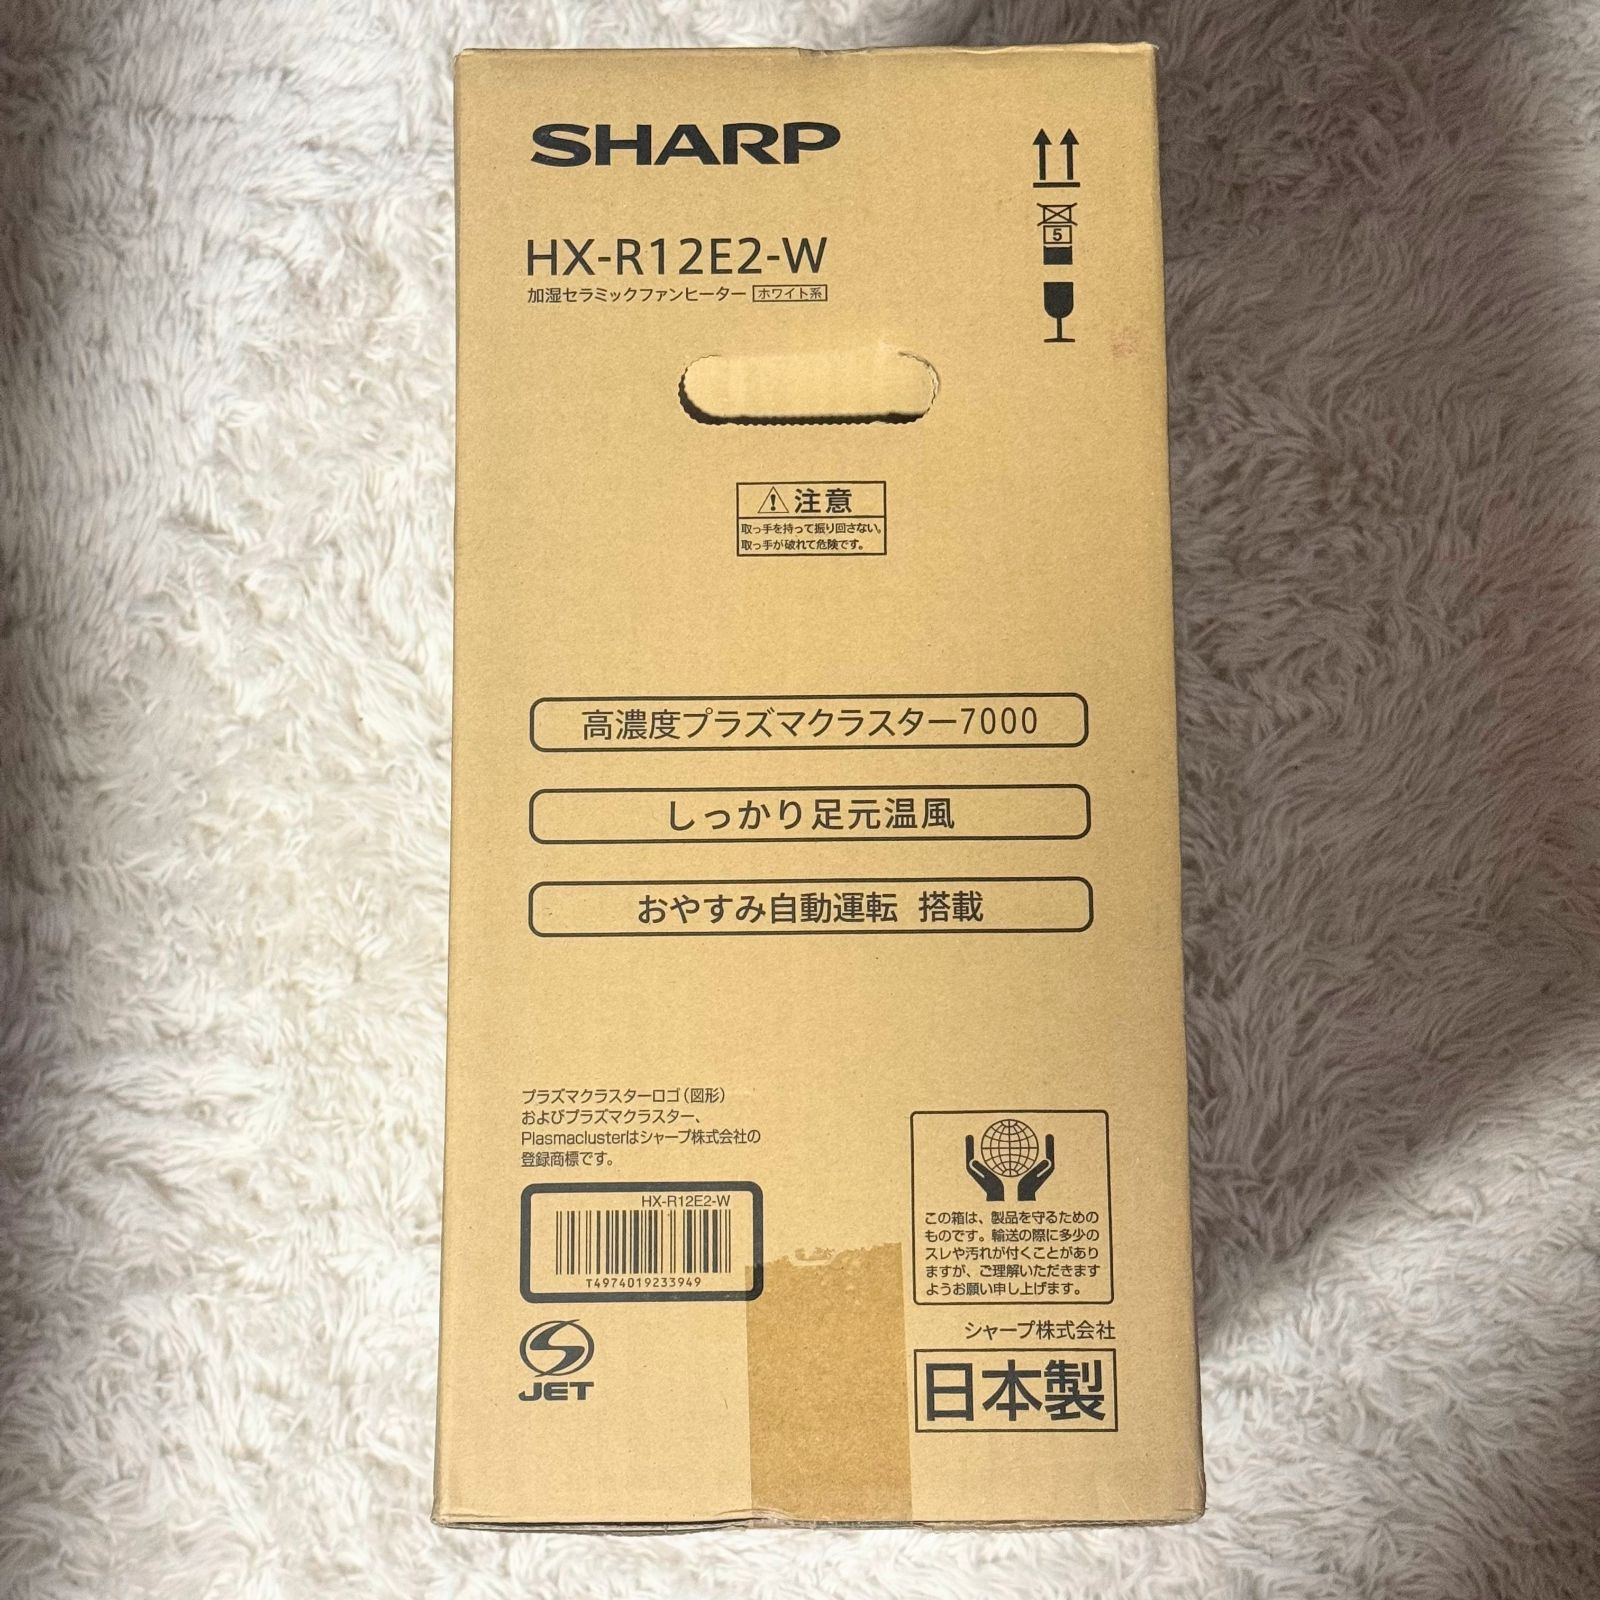 SHARP
HX-R12E2-W
加湿セラミックファンヒーター ホワイト系
5
注意
取っ手を持って振り回さない。
取っ手が破れて危険です。
高濃度プラズマクラスター7000
しっかり足元温風
おやすみ自動運転 搭載
プラズマクラスターロゴ(図形)
およびプラズマクラスター、
Plasmaclusterはシャープ株式会社の
登録商標です。
HX-R12E2-W
T4974019233949
JET
この箱は、製品を守るための
ものです。輸送の際に多少の
スレや汚れが付くことがあり
ますが、ご理解いただきます
ようお願い申し上げます。
シャープ株式会社
日本製